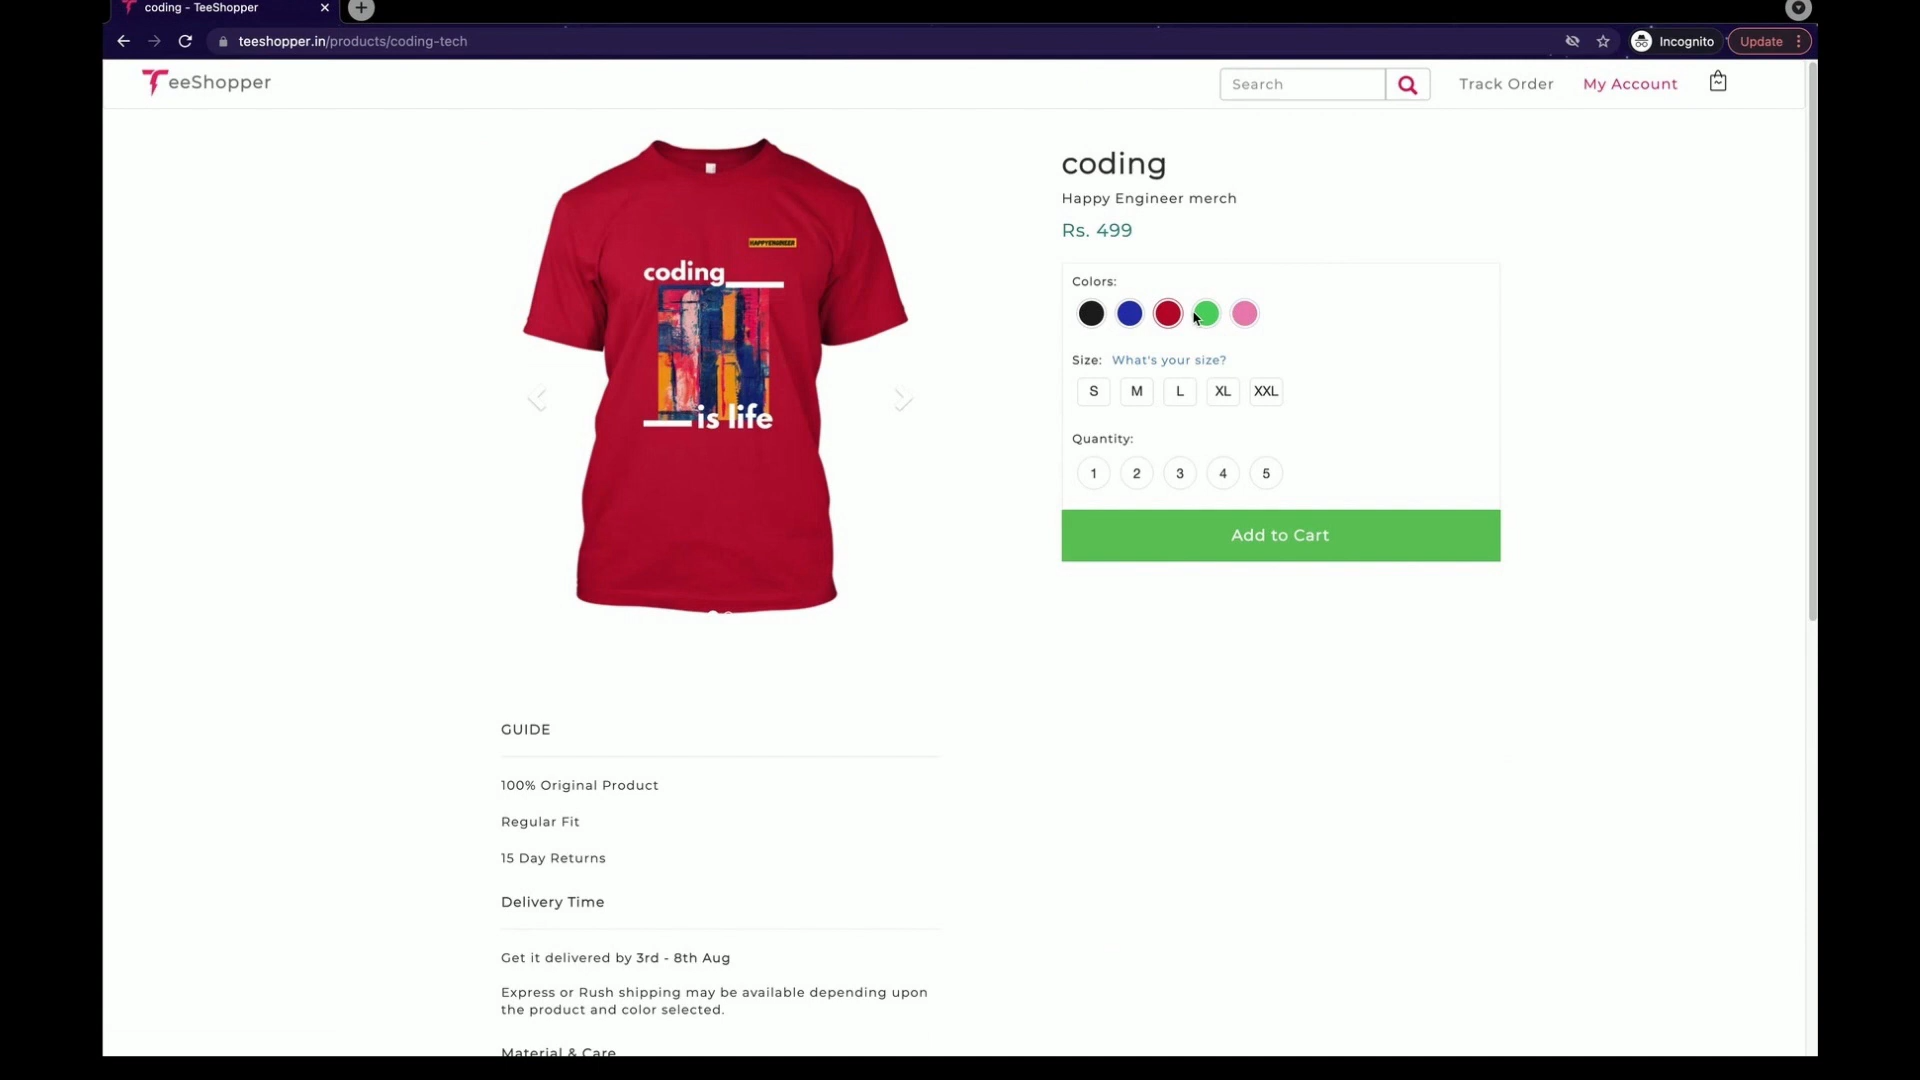 coding - TeeShopper
teeshopper.in/products/coding-tech
Incognito
Update
TeeShopper
Search
Track Order
My Account
coding
Happy Engineer merch
Rs. 499
HAPPYENGINEER
coding
is life
Colors:
Size: What's your size?
S M L XL XXL
Quantity:
1 2 3 4 5
Add to Cart
GUIDE
100% Original Product
Regular Fit
15 Day Returns
Delivery Time
Get it delivered by 3rd - 8th Aug
Express or Rush shipping may be available depending upon
the product and color selected.
Material & Care